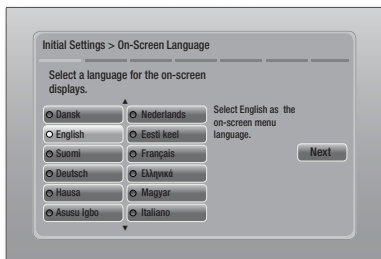 Initial Settings > On-Screen Language
Select a language for the on-screen
displays.
Dansk
English
Suomi
Deutsch
Hausa
Asusu Igbo
Nederlands
Eesti keel
Français
Ελληνικά
Magyar
Italiano
Select English as the
on-screen menu
language.
Next